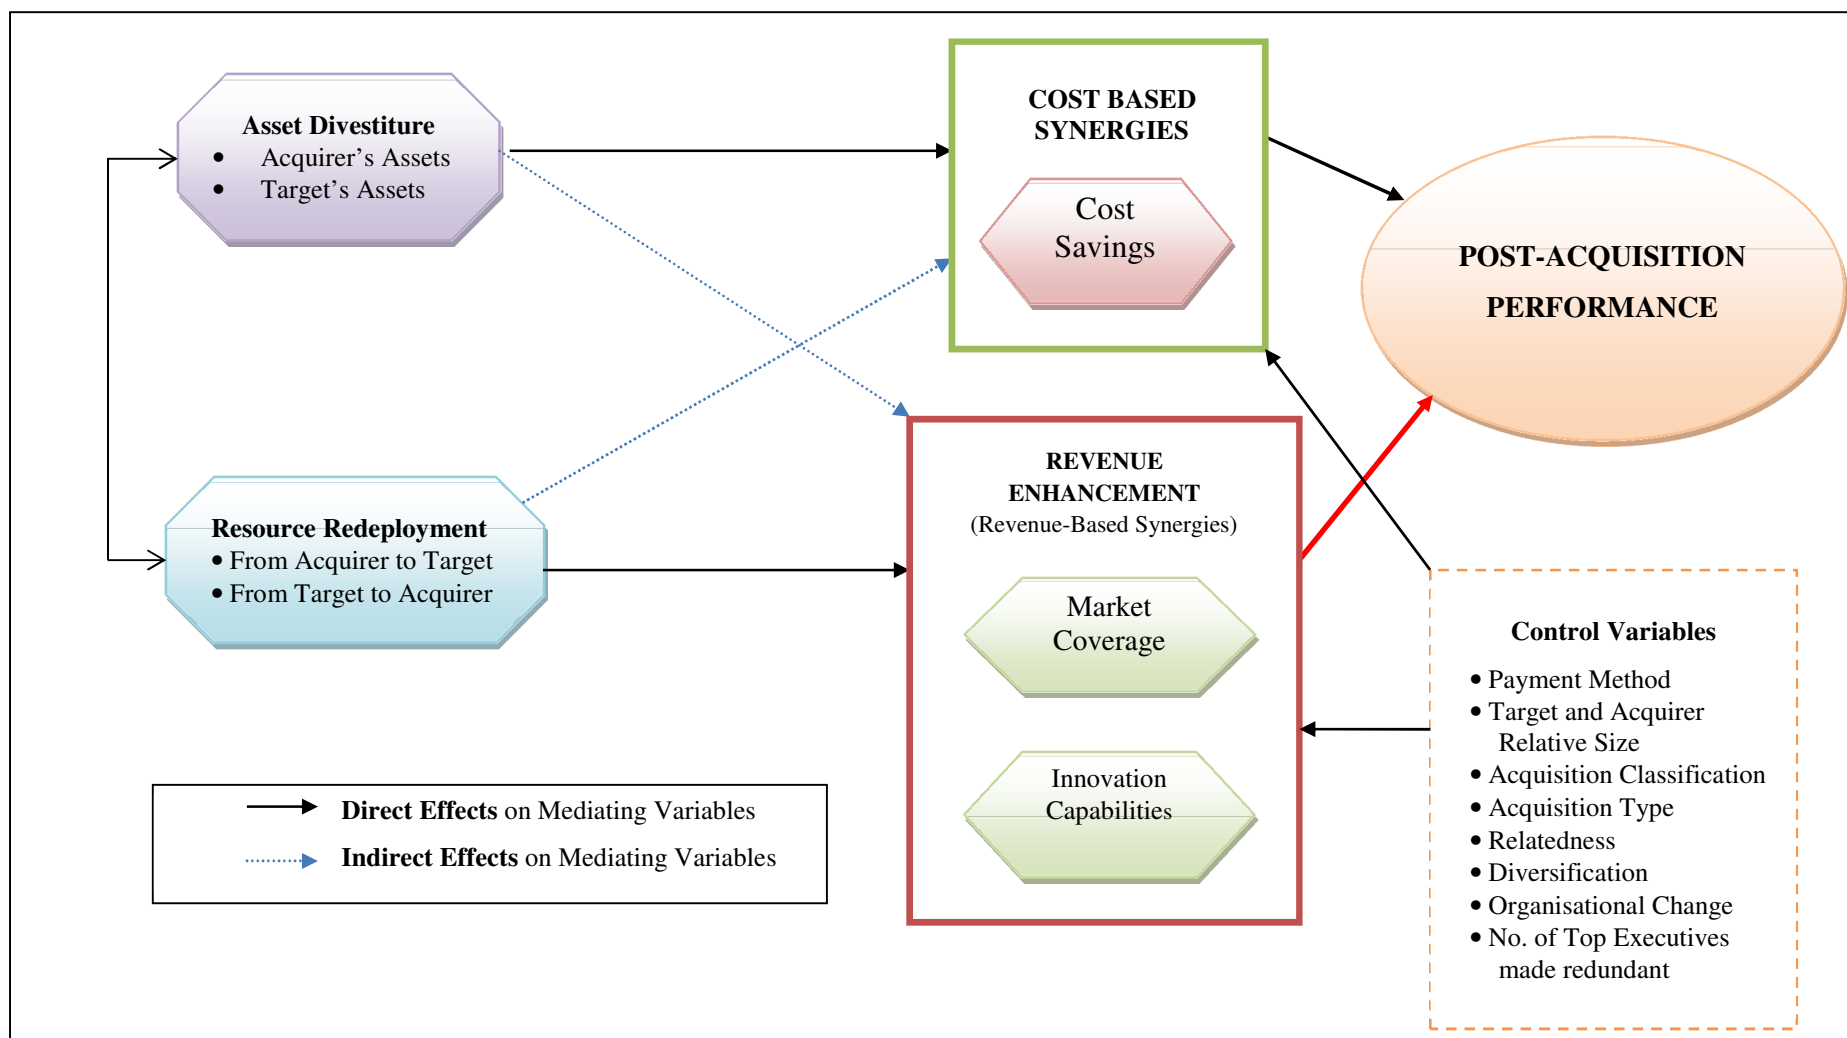 Asset Divestiture
• Acquirer’s Assets
• Target’s Assets
COST BASED
SYNERGIES
Cost
Savings
POST-ACQUISITION
PERFORMANCE
Resource Redeployment
• From Acquirer to Target
• From Target to Acquirer
REVENUE
ENHANCEMENT
(Revenue-Based Synergies)
Market
Coverage
Innovation
Capabilities
Control Variables
• Payment Method
• Target and Acquirer
Relative Size
• Acquisition Classification
• Acquisition Type
• Relatedness
• Diversification
• Organisational Change
• No. of Top Executives
made redundant
Direct Effects on Mediating Variables
Indirect Effects on Mediating Variables